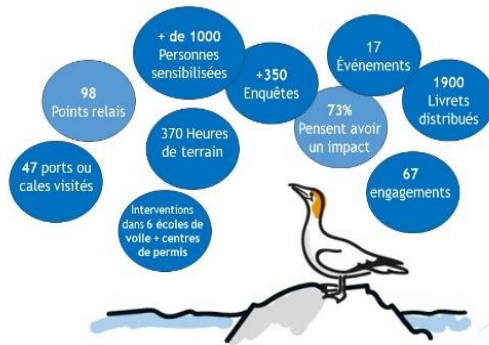 + de 1000
Personnes
sensibilisées
+350
Enquêtes
17
Événements
1900
Livrets
distribués
98
Points relais
73%
Pensent avoir
un impact
370 Heures
de terrain
47 ports ou
cales visités
67
engagements
Interventions
dans 6 écoles de
voile + centres
de permis